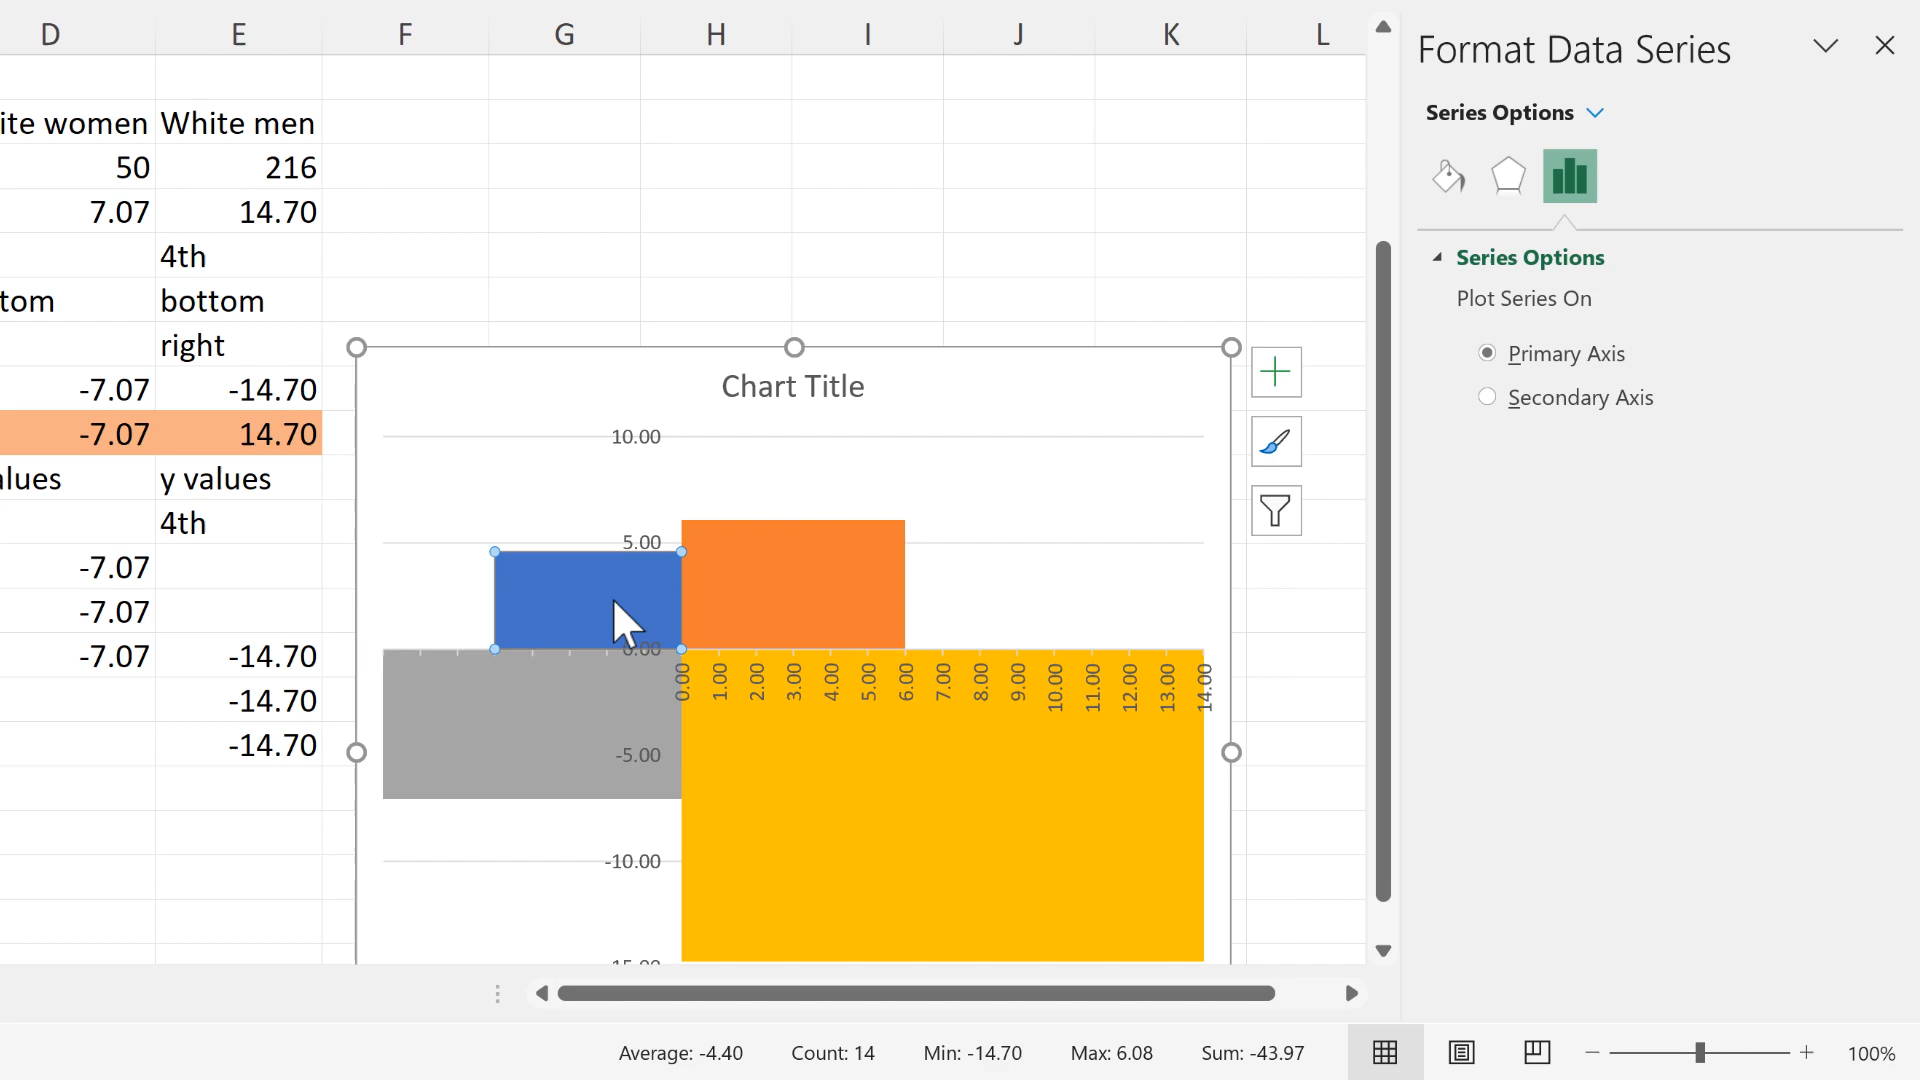 D E F G H I J K L
ite women White men
50 216
7.07 14.70
4th
tom bottom
right
-7.07 -14.70
-7.07 14.70
alues y values
4th
-7.07
-7.07
-7.07 -14.70
-14.70
-14.70
Chart Title
10.00
5.00
0.00
0.00 1.00 2.00 3.00 4.00 5.00 6.00 7.00 8.00 9.00 10.00 11.00 12.00 13.00 14.00
-5.00
-10.00
Format Data Series
Series Options
Series Options
Plot Series On
Primary Axis
Secondary Axis
Average: -4.40 Count: 14 Min: -14.70 Max: 6.08 Sum: -43.97 100%